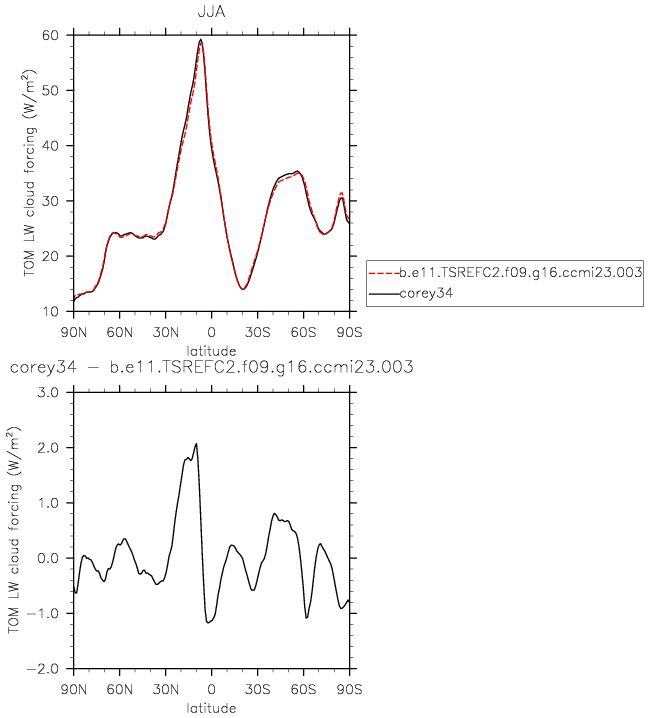 JJA
TOM LW cloud forcing (W/m²)
60
50
40
30
20
10
90N 60N 30N 0 30S 60S 90S
latitude
b.e11.TSREFC2.f09.g16.ccmi23.003
corey34
corey34 − b.e11.TSREFC2.f09.g16.ccmi23.003
TOM LW cloud forcing (W/m²)
3.0
2.0
1.0
0.0
−1.0
−2.0
90N 60N 30N 0 30S 60S 90S
latitude